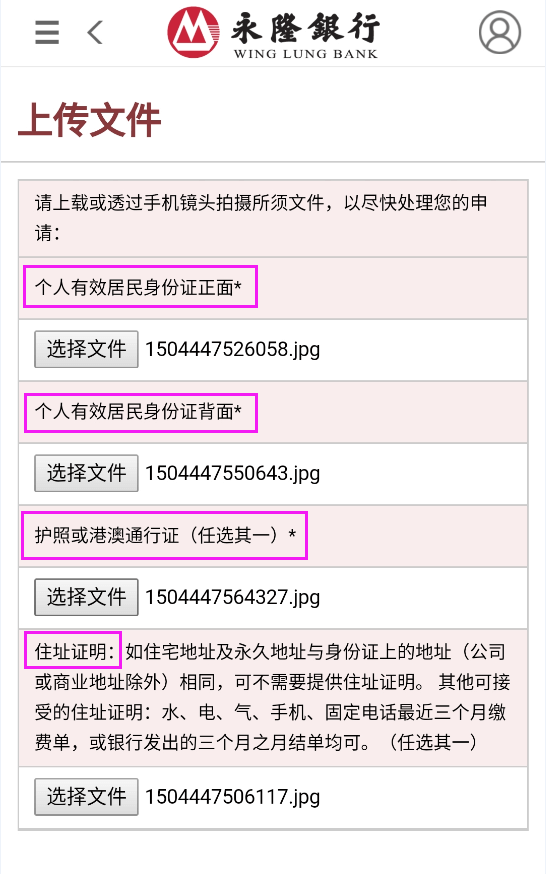 永隆銀行
WING LUNG BANK
上传文件
请上载或透过手机镜头拍摄所须文件，以尽快处理您的申
请：
个人有效居民身份证正面*
选择文件 1504447526058.jpg
个人有效居民身份证背面*
选择文件 1504447550643.jpg
护照或港澳通行证（任选其一）*
选择文件 1504447564327.jpg
住址证明：如住宅地址及永久地址与身份证上的地址（公司
或商业地址除外）相同，可不需要提供住址证明。 其他可接
受的住址证明：水、电、气、手机、固定电话最近三个月缴
费单，或银行发出的三个月之月结单均可。（任选其一）
选择文件 1504447506117.jpg